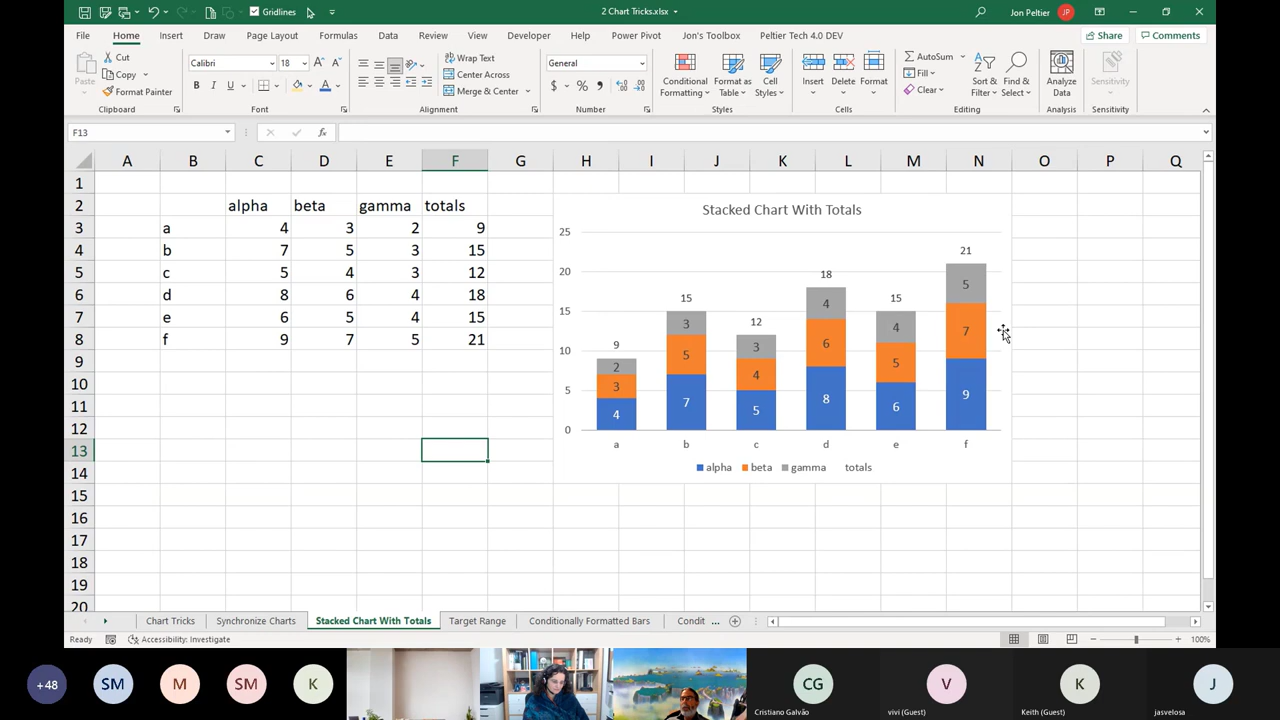 Gridlines
2 Chart Tricks.xlsx
Jon Peltier JP
File Home Insert Draw Page Layout Formulas Data Review View Developer Help Power Pivot Jon's Toolbox Peltier Tech 4.0 DEV Share Comments
Paste
Cut
Copy
Format Painter
Calibri 18
B I U
Wrap Text
Center Across
Merge & Center
General
$ % ,
Conditional Formatting
Format as Table
Cell Styles
Insert
Delete
Format
AutoSum
Fill
Clear
Sort & Filter
Find & Select
Analyze Data
Sensitivity
Clipboard Font Alignment Number Styles Cells Editing Analysis Sensitivity
F13 fx
A B C D E F G H I J K L M N O P Q
1
2 alpha beta gamma totals
3 a 4 3 2 9
4 b 7 5 3 15
5 c 5 4 3 12
6 d 8 6 4 18
7 e 6 5 4 15
8 f 9 7 5 21
9
10
11
12
13
14
15
16
17
18
19
20
Stacked Chart With Totals
25
20
15
10
5
0
9
2
3
4
15
3
5
7
12
3
4
5
18
4
6
8
15
4
5
6
21
5
7
9
a b c d e f
alpha beta gamma totals
Chart Tricks Synchronize Charts Stacked Chart With Totals Target Range Conditionally Formatted Bars Condit ...
Ready Accessibility: Investigate 100%
+48 SM M SM K CG V K J
Cristiano Galvão vivi (Guest) Keith (Guest) jasvelosa